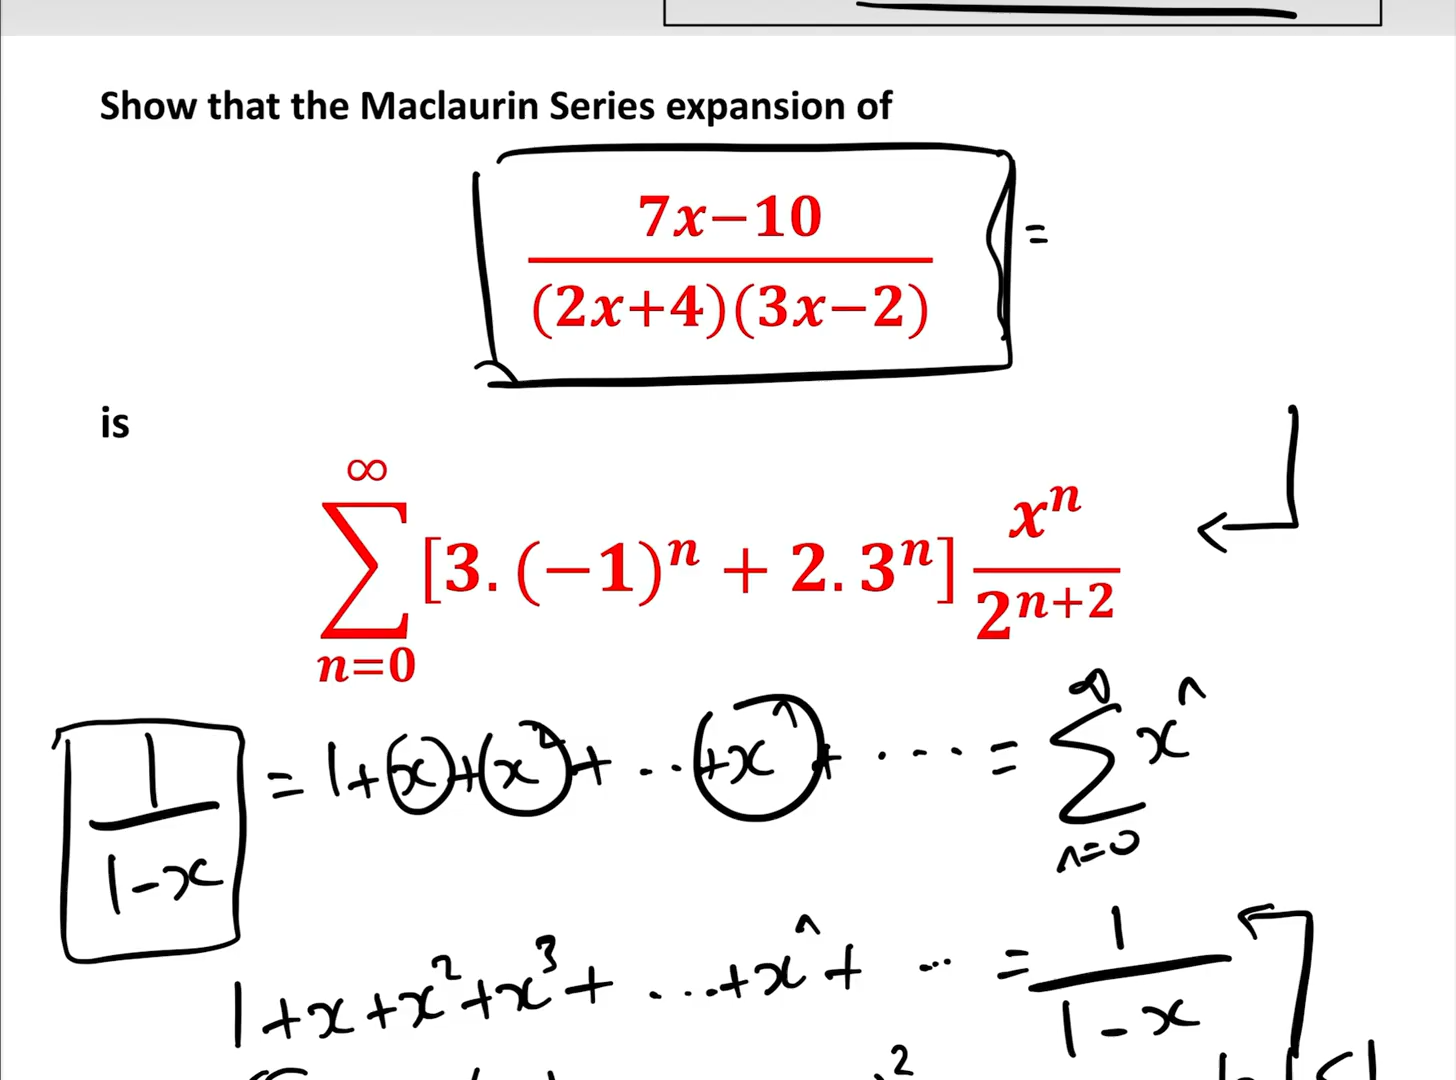 Show that the Maclaurin Series expansion of
7x−10
(2x+4)(3x−2)
=
is
∞
∑ [3.(−1)ⁿ + 2.3ⁿ] xⁿ / 2ⁿ⁺²
n=0
1/(1−x) = 1+x+x²+ ... +xⁿ+ .... = ∑ xⁿ
∞
n=0
1+x+x²+x³+ ...+xⁿ+ ... = 1/(1−x)